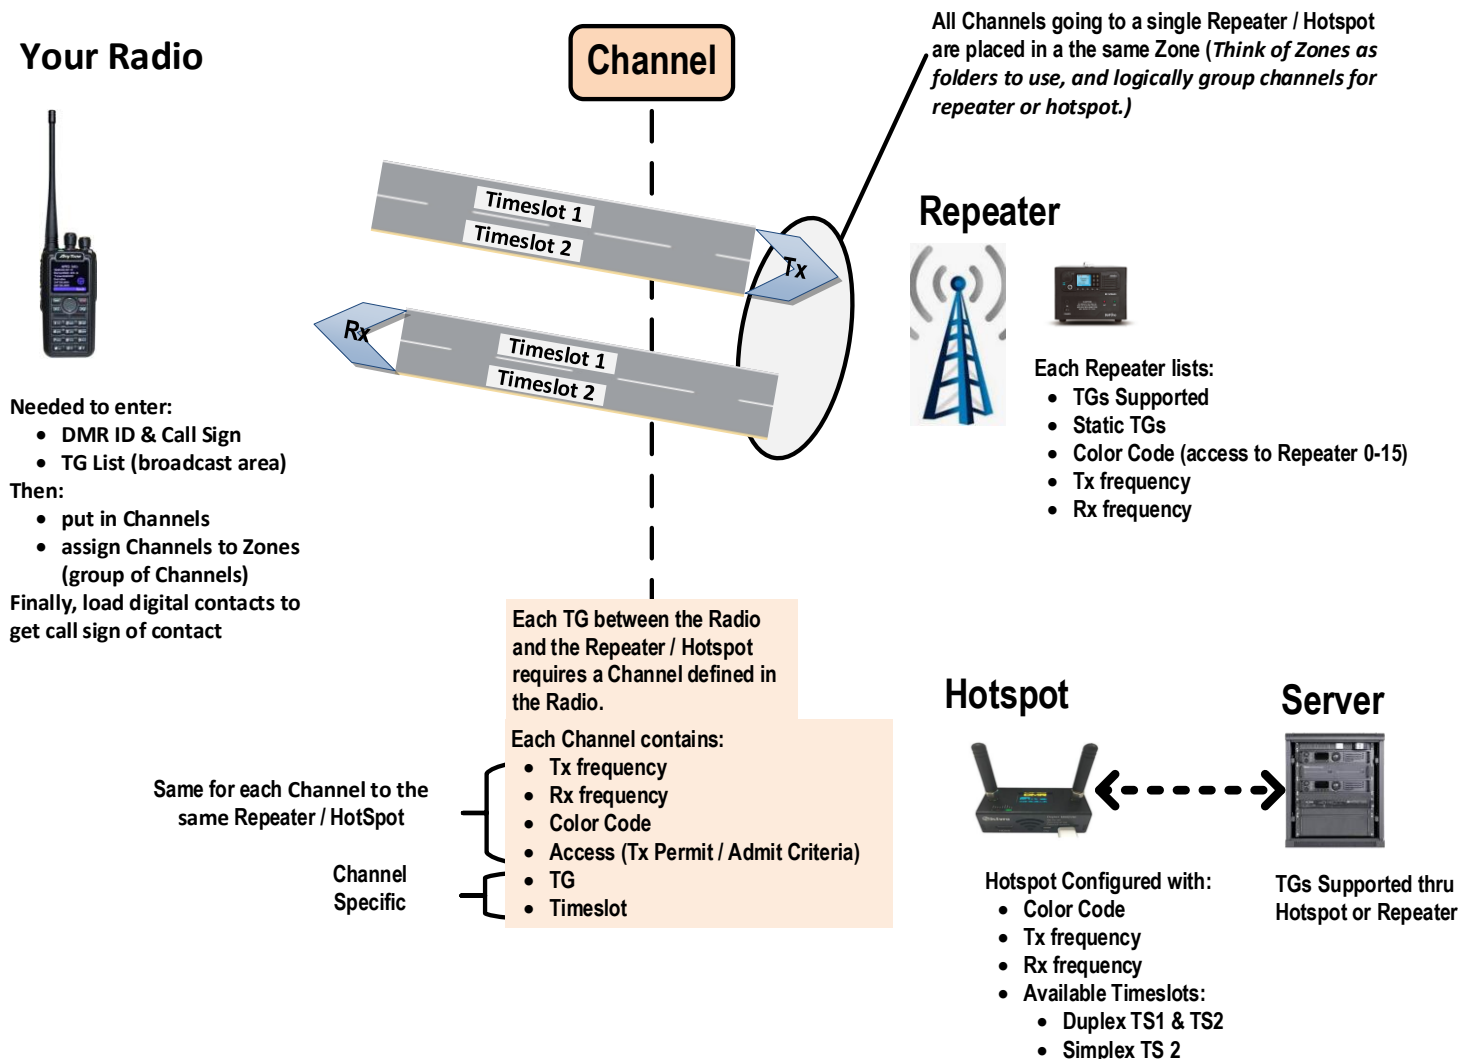 Your Radio
Needed to enter:
• DMR ID & Call Sign
• TG List (broadcast area)
Then:
• put in Channels
• assign Channels to Zones
(group of Channels)
Finally, load digital contacts to
get call sign of contact
Channel
Timeslot 1
Timeslot 2
Tx
Rx
Timeslot 1
Timeslot 2
All Channels going to a single Repeater / Hotspot
are placed in a the same Zone (Think of Zones as
folders to use, and logically group channels for
repeater or hotspot.)
Repeater
Each Repeater lists:
• TGs Supported
• Static TGs
• Color Code (access to Repeater 0-15)
• Tx frequency
• Rx frequency
Each TG between the Radio
and the Repeater / Hotspot
requires a Channel defined in
the Radio.
Each Channel contains:
• Tx frequency
• Rx frequency
• Color Code
• Access (Tx Permit / Admit Criteria)
• TG
• Timeslot
Same for each Channel to the
same Repeater / HotSpot
Channel
Specific
Hotspot
DMR
Hotspot Configured with:
• Color Code
• Tx frequency
• Rx frequency
• Available Timeslots:
• Duplex TS1 & TS2
• Simplex TS 2
Server
TGs Supported thru
Hotspot or Repeater